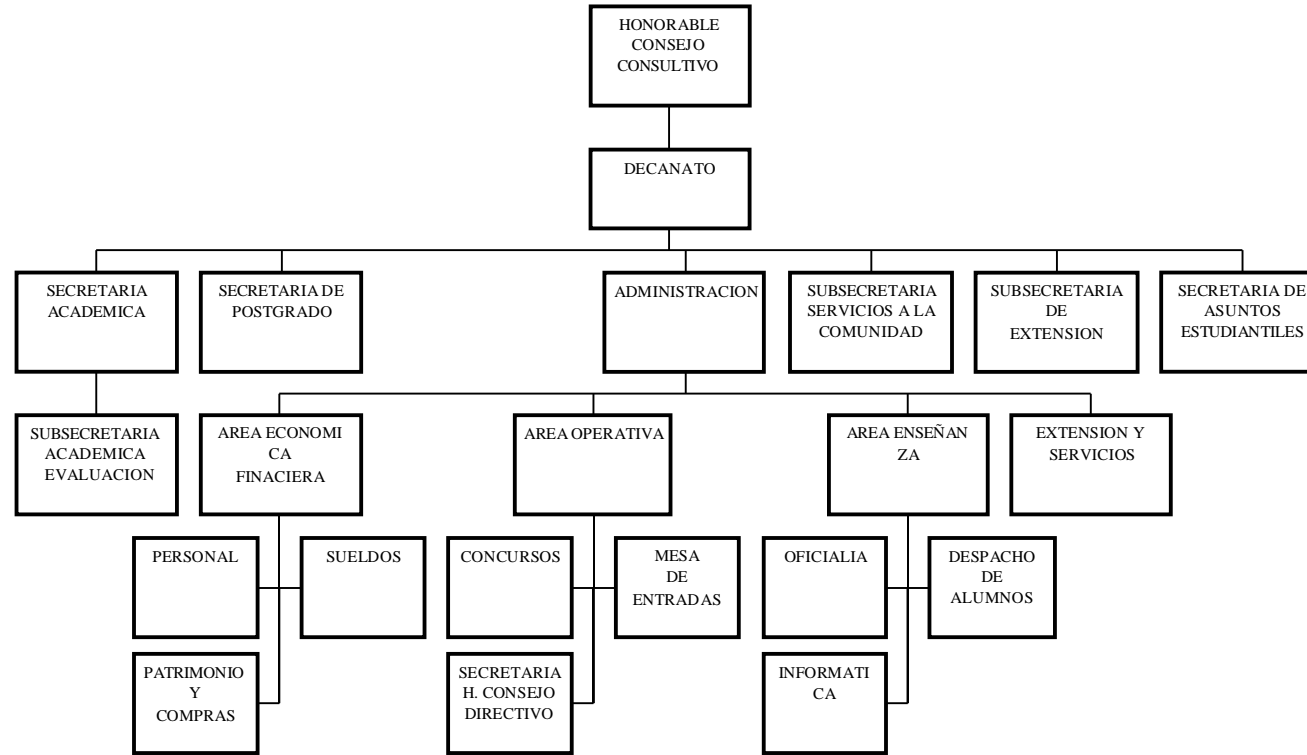 HONORABLE
CONSEJO
CONSULTIVO
DECANATO
SECRETARIA
ACADEMICA
SECRETARIA DE
POSTGRADO
ADMINISTRACION
SUBSECRETARIA
SERVICIOS A LA
COMUNIDAD
SUBSECRETARIA
DE
EXTENSION
SECRETARIA DE
ASUNTOS
ESTUDIANTILES
SUBSECRETARIA
ACADEMICA
EVALUACION
AREA ECONOMI
CA
FINACIERA
AREA OPERATIVA
AREA ENSEÑAN
ZA
EXTENSION Y
SERVICIOS
PERSONAL
SUELDOS
CONCURSOS
MESA
DE
ENTRADAS
OFICIALIA
DESPACHO
DE
ALUMNOS
PATRIMONIO
Y
COMPRAS
SECRETARIA
H. CONSEJO
DIRECTIVO
INFORMATI
CA